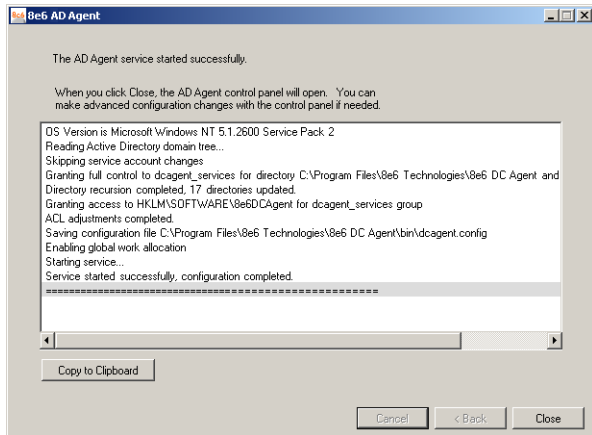 8e6 AD Agent
The AD Agent service started successfully.
When you click Close, the AD Agent control panel will open. You can
make advanced configuration changes with the control panel if needed.
OS Version is Microsoft Windows NT 5.1.2600 Service Pack 2
Reading Active Directory domain tree...
Skipping service account changes
Granting full control to dcagent_services for directory C:\Program Files\8e6 Technologies\8e6 DC Agent and
Directory recursion completed, 17 directories updated.
Granting access to HKLM\SOFTWARE\8e6DCAgent for dcagent_services group
ACL adjustments completed.
Saving configuration file C:\Program Files\8e6 Technologies\8e6 DC Agent\bin\dcagent.config
Enabling global work allocation
Starting service...
Service started successfully, configuration completed.
=======================================================
Copy to Clipboard
Cancel < Back Close